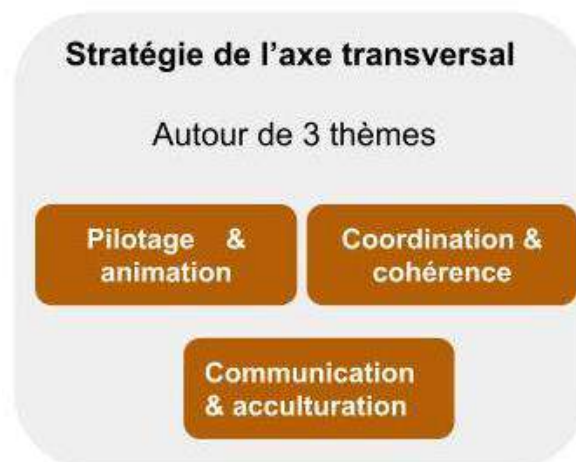 Stratégie de l’axe transversal
Autour de 3 thèmes
Pilotage &
animation
Coordination &
cohérence
Communication
& acculturation